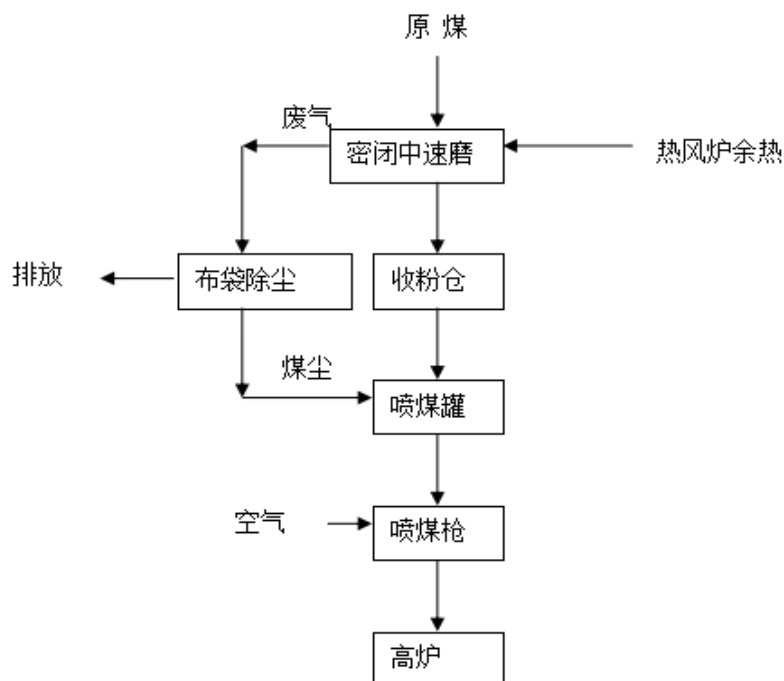 原 煤
废气
密闭中速磨
热风炉余热
排放
布袋除尘
收粉仓
煤尘
喷煤罐
空气
喷煤枪
高炉